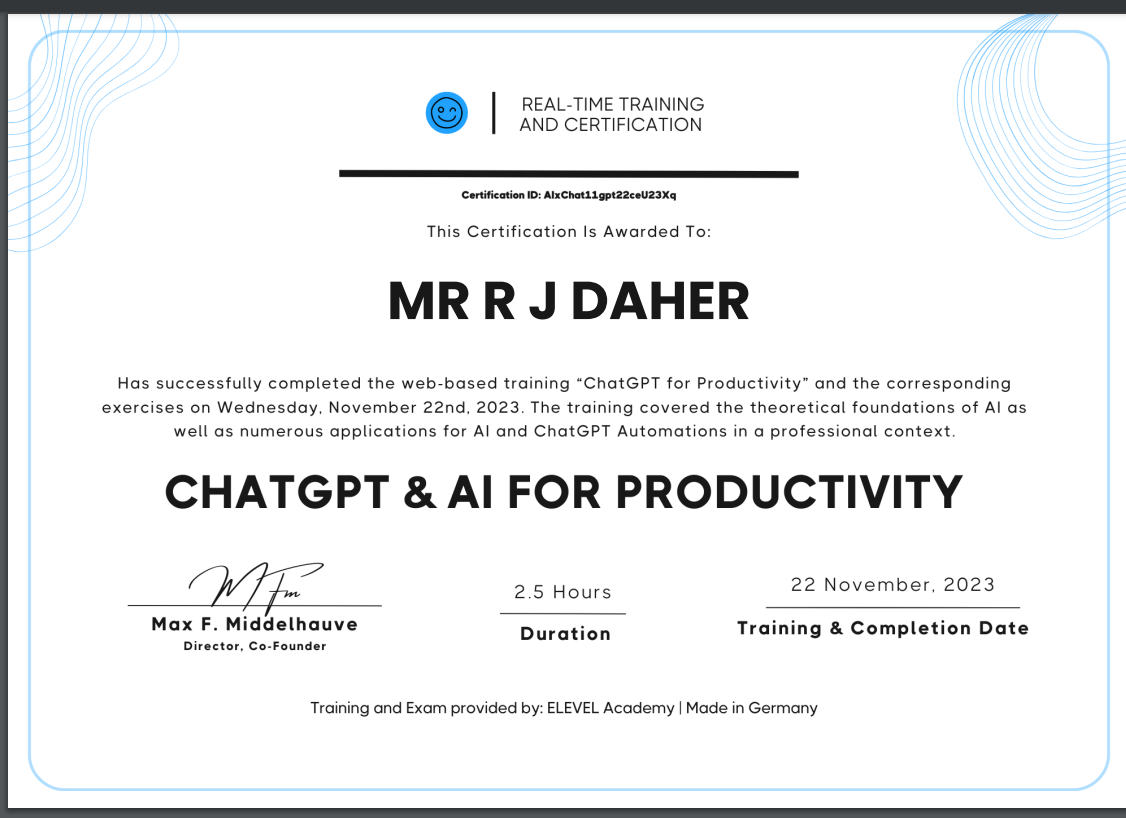 REAL-TIME TRAINING
AND CERTIFICATION
Certification ID: AIxChat11gpt22ceU23Xq
This Certification Is Awarded To:
MR R J DAHER
Has successfully completed the web-based training “ChatGPT for Productivity” and the corresponding
exercises on Wednesday, November 22nd, 2023. The training covered the theoretical foundations of AI as
well as numerous applications for AI and ChatGPT Automations in a professional context.
CHATGPT & AI FOR PRODUCTIVITY
Max F. Middelhauve
Director, Co-Founder
2.5 Hours
Duration
22 November, 2023
Training & Completion Date
Training and Exam provided by: ELEVEL Academy | Made in Germany